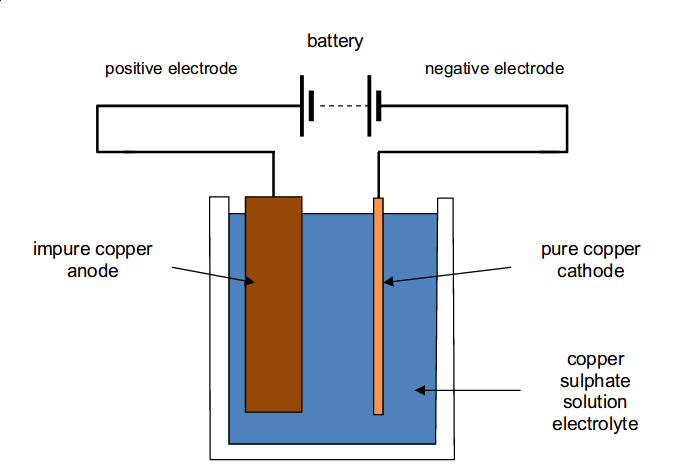 battery
positive electrode
negative electrode
impure copper
anode
pure copper
cathode
copper
sulphate
solution
electrolyte